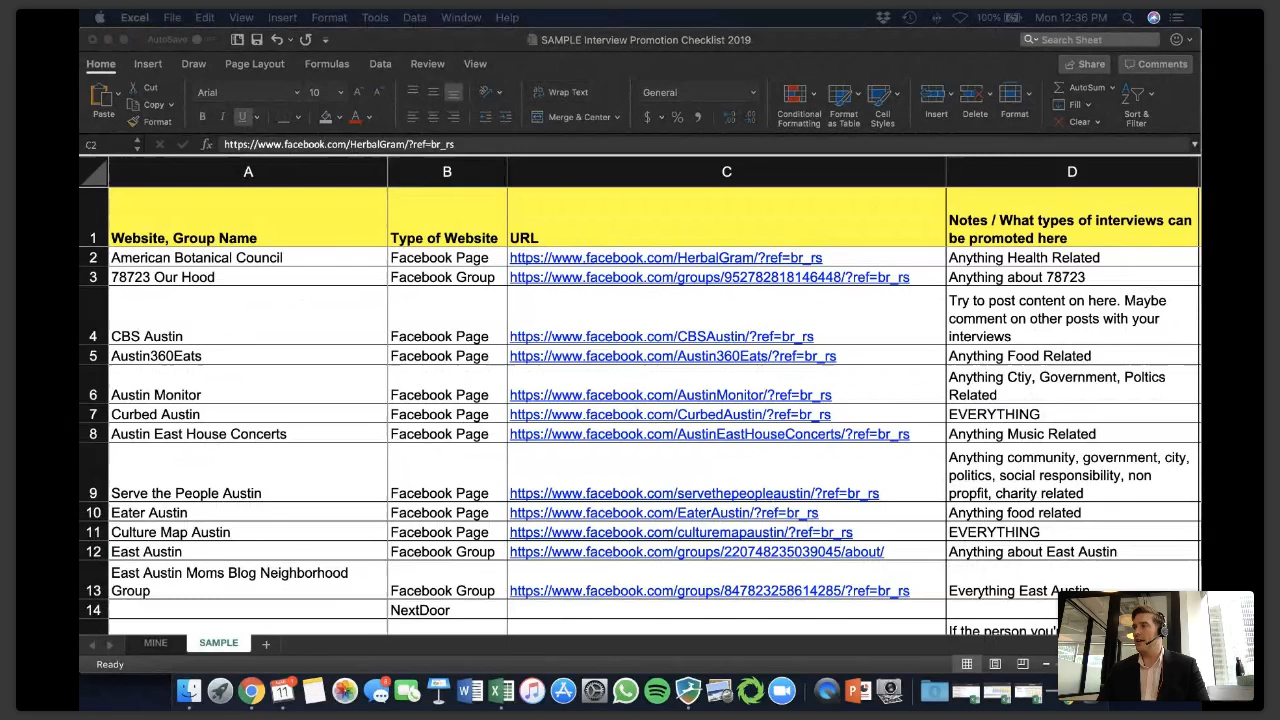 Excel File Edit View Insert Format Tools Data Window Help 100% Mon 12:36 PM
AutoSave SAMPLE Interview Promotion Checklist 2019 Search Sheet
Home Insert Draw Page Layout Formulas Data Review View Share Comments
Paste Cut Copy Format Arial 10 A A Wrap Text General Conditional Formatting Format as Table Cell Styles Insert Delete Format AutoSum Fill Clear Sort & Filter
B I U A Merge & Center $ %
C2 fx https://www.facebook.com/HerbalGram/?ref=br_rs
A B C D
1 Website, Group Name Type of Website URL Notes / What types of interviews can
be promoted here
2 American Botanical Council Facebook Page https://www.facebook.com/HerbalGram/?ref=br_rs Anything Health Related
3 78723 Our Hood Facebook Group https://www.facebook.com/groups/952782818146448/?ref=br_rs Anything about 78723
Try to post content on here. Maybe
comment on other posts with your
4 CBS Austin Facebook Page https://www.facebook.com/CBSAustin/?ref=br_rs interviews
5 Austin360Eats Facebook Page https://www.facebook.com/Austin360Eats/?ref=br_rs Anything Food Related
Anything Ctiy, Government, Poltics
6 Austin Monitor Facebook Page https://www.facebook.com/AustinMonitor/?ref=br_rs Related
7 Curbed Austin Facebook Page https://www.facebook.com/CurbedAustin/?ref=br_rs EVERYTHING
8 Austin East House Concerts Facebook Page https://www.facebook.com/AustinEastHouseConcerts/?ref=br_rs Anything Music Related
Anything community, government, city,
politics, social responsibility, non
9 Serve the People Austin Facebook Page https://www.facebook.com/servethepeopleaustin/?ref=br_rs propfit, charity related
10 Eater Austin Facebook Page https://www.facebook.com/EaterAustin/?ref=br_rs Anything food related
11 Culture Map Austin Facebook Page https://www.facebook.com/culturemapaustin/?ref=br_rs EVERYTHING
12 East Austin Facebook Group https://www.facebook.com/groups/220748235039045/about/ Anything about East Austin
East Austin Moms Blog Neighborhood
13 Group Facebook Group https://www.facebook.com/groups/847823258614285/?ref=br_rs Everything East Austin
14 NextDoor
If the person you'r
MINE SAMPLE
Ready